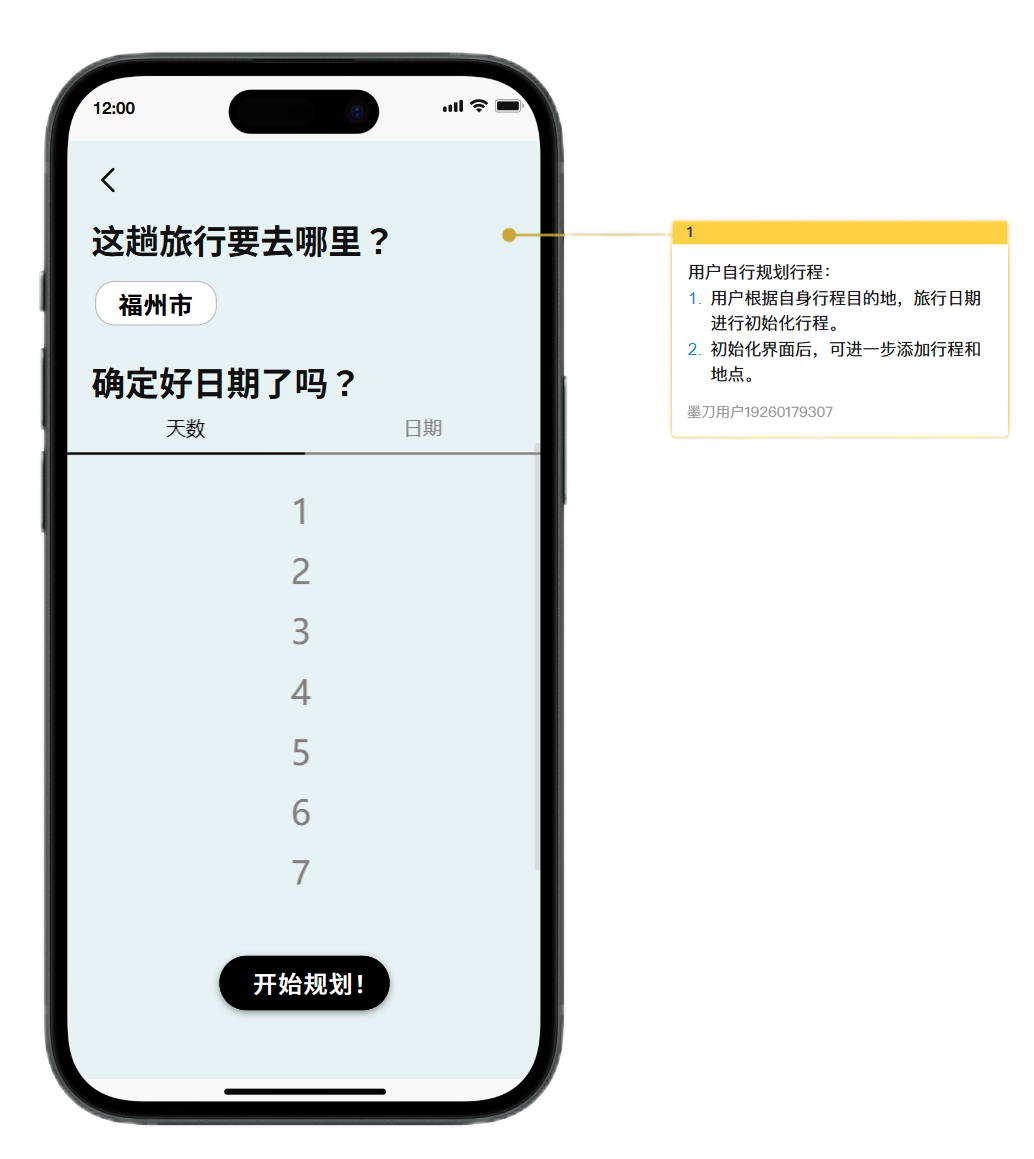 12:00
这趟旅行要去哪里？
福州市
确定好日期了吗？
天数 日期
1
2
3
4
5
6
7
开始规划！
1
用户自行规划行程：
1. 用户根据自身行程目的地，旅行日期
进行初始化行程。
2. 初始化界面后，可进一步添加行程和
地点。
墨刀用户19260179307